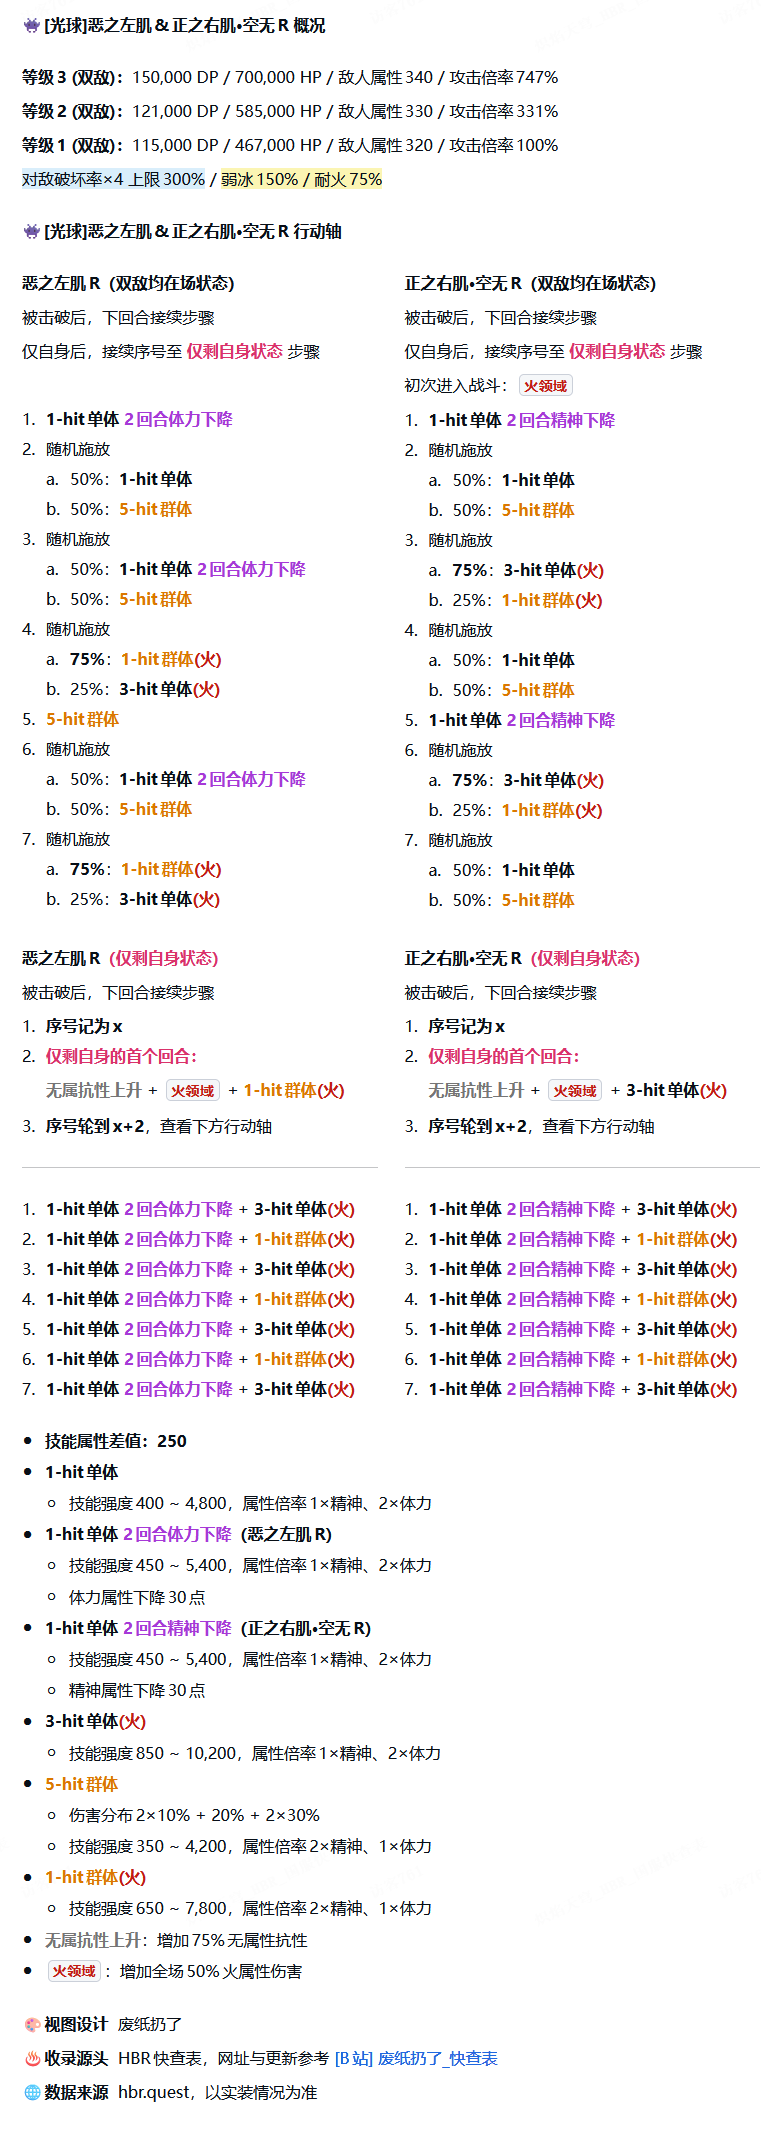 [光球]恶之左肌 & 正之右肌•空无 R 概况
等级 3 (双敌)：150,000 DP / 700,000 HP / 敌人属性 340 / 攻击倍率 747%
等级 2 (双敌)：121,000 DP / 585,000 HP / 敌人属性 330 / 攻击倍率 331%
等级 1 (双敌)：115,000 DP / 467,000 HP / 敌人属性 320 / 攻击倍率 100%
对敌破坏率×4 上限 300% / 弱冰 150% / 耐火 75%
[光球]恶之左肌 & 正之右肌•空无 R 行动轴
恶之左肌 R（双敌均在场状态）
被击破后，下回合接续步骤
仅自身后，接续序号至 仅剩自身状态 步骤
1. 1-hit 单体 2 回合体力下降
2. 随机施放
a. 50%：1-hit 单体
b. 50%：5-hit 群体
3. 随机施放
a. 50%：1-hit 单体 2 回合体力下降
b. 50%：5-hit 群体
4. 随机施放
a. 75%：1-hit 群体(火)
b. 25%：3-hit 单体(火)
5. 5-hit 群体
6. 随机施放
a. 50%：1-hit 单体 2 回合体力下降
b. 50%：5-hit 群体
7. 随机施放
a. 75%：1-hit 群体(火)
b. 25%：3-hit 单体(火)
正之右肌•空无 R（双敌均在场状态）
被击破后，下回合接续步骤
仅自身后，接续序号至 仅剩自身状态 步骤
初次进入战斗： 火领域
1. 1-hit 单体 2 回合精神下降
2. 随机施放
a. 50%：1-hit 单体
b. 50%：5-hit 群体
3. 随机施放
a. 75%：3-hit 单体(火)
b. 25%：1-hit 群体(火)
4. 随机施放
a. 50%：1-hit 单体
b. 50%：5-hit 群体
5. 1-hit 单体 2 回合精神下降
6. 随机施放
a. 75%：3-hit 单体(火)
b. 25%：1-hit 群体(火)
7. 随机施放
a. 50%：1-hit 单体
b. 50%：5-hit 群体
恶之左肌 R（仅剩自身状态）
被击破后，下回合接续步骤
1. 序号记为 x
2. 仅剩自身的首个回合：
无属抗性上升 + 火领域 + 1-hit 群体(火)
3. 序号轮到 x+2，查看下方行动轴
1. 1-hit 单体 2 回合体力下降 + 3-hit 单体(火)
2. 1-hit 单体 2 回合体力下降 + 1-hit 群体(火)
3. 1-hit 单体 2 回合体力下降 + 3-hit 单体(火)
4. 1-hit 单体 2 回合体力下降 + 1-hit 群体(火)
5. 1-hit 单体 2 回合体力下降 + 3-hit 单体(火)
6. 1-hit 单体 2 回合体力下降 + 1-hit 群体(火)
7. 1-hit 单体 2 回合体力下降 + 3-hit 单体(火)
正之右肌•空无 R（仅剩自身状态）
被击破后，下回合接续步骤
1. 序号记为 x
2. 仅剩自身的首个回合：
无属抗性上升 + 火领域 + 3-hit 单体(火)
3. 序号轮到 x+2，查看下方行动轴
1. 1-hit 单体 2 回合精神下降 + 3-hit 单体(火)
2. 1-hit 单体 2 回合精神下降 + 1-hit 群体(火)
3. 1-hit 单体 2 回合精神下降 + 3-hit 单体(火)
4. 1-hit 单体 2 回合精神下降 + 1-hit 群体(火)
5. 1-hit 单体 2 回合精神下降 + 3-hit 单体(火)
6. 1-hit 单体 2 回合精神下降 + 1-hit 群体(火)
7. 1-hit 单体 2 回合精神下降 + 3-hit 单体(火)
• 技能属性差值：250
• 1-hit 单体
○ 技能强度 400 ~ 4,800，属性倍率 1×精神、2×体力
• 1-hit 单体 2 回合体力下降（恶之左肌 R）
○ 技能强度 450 ~ 5,400，属性倍率 1×精神、2×体力
○ 体力属性下降 30 点
• 1-hit 单体 2 回合精神下降（正之右肌•空无 R）
○ 技能强度 450 ~ 5,400，属性倍率 1×精神、2×体力
○ 精神属性下降 30 点
• 3-hit 单体(火)
○ 技能强度 850 ~ 10,200，属性倍率 1×精神、2×体力
• 5-hit 群体
○ 伤害分布 2×10% + 20% + 2×30%
○ 技能强度 350 ~ 4,200，属性倍率 2×精神、1×体力
• 1-hit 群体(火)
○ 技能强度 650 ~ 7,800，属性倍率 2×精神、1×体力
• 无属抗性上升：增加 75% 无属性抗性
• 火领域：增加全场 50% 火属性伤害
视图设计 废纸扔了
收录源头 HBR 快查表，网址与更新参考 [B 站] 废纸扔了_快查表
数据来源 hbr.quest，以实装情况为准